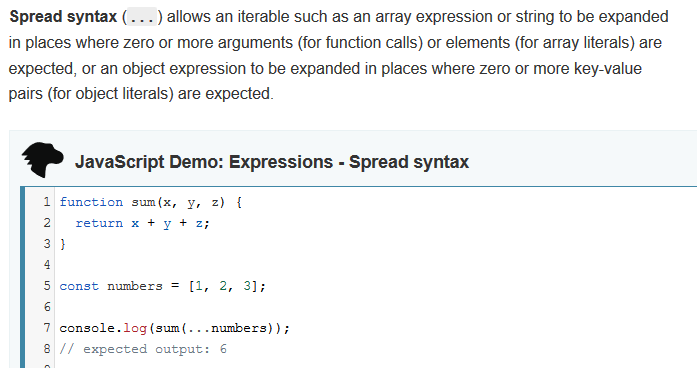 Spread syntax (...) allows an iterable such as an array expression or string to be expanded
in places where zero or more arguments (for function calls) or elements (for array literals) are
expected, or an object expression to be expanded in places where zero or more key-value
pairs (for object literals) are expected.
JavaScript Demo: Expressions - Spread syntax
1 function sum(x, y, z) {
2   return x + y + z;
3 }
4
5 const numbers = [1, 2, 3];
6
7 console.log(sum(...numbers));
8 // expected output: 6